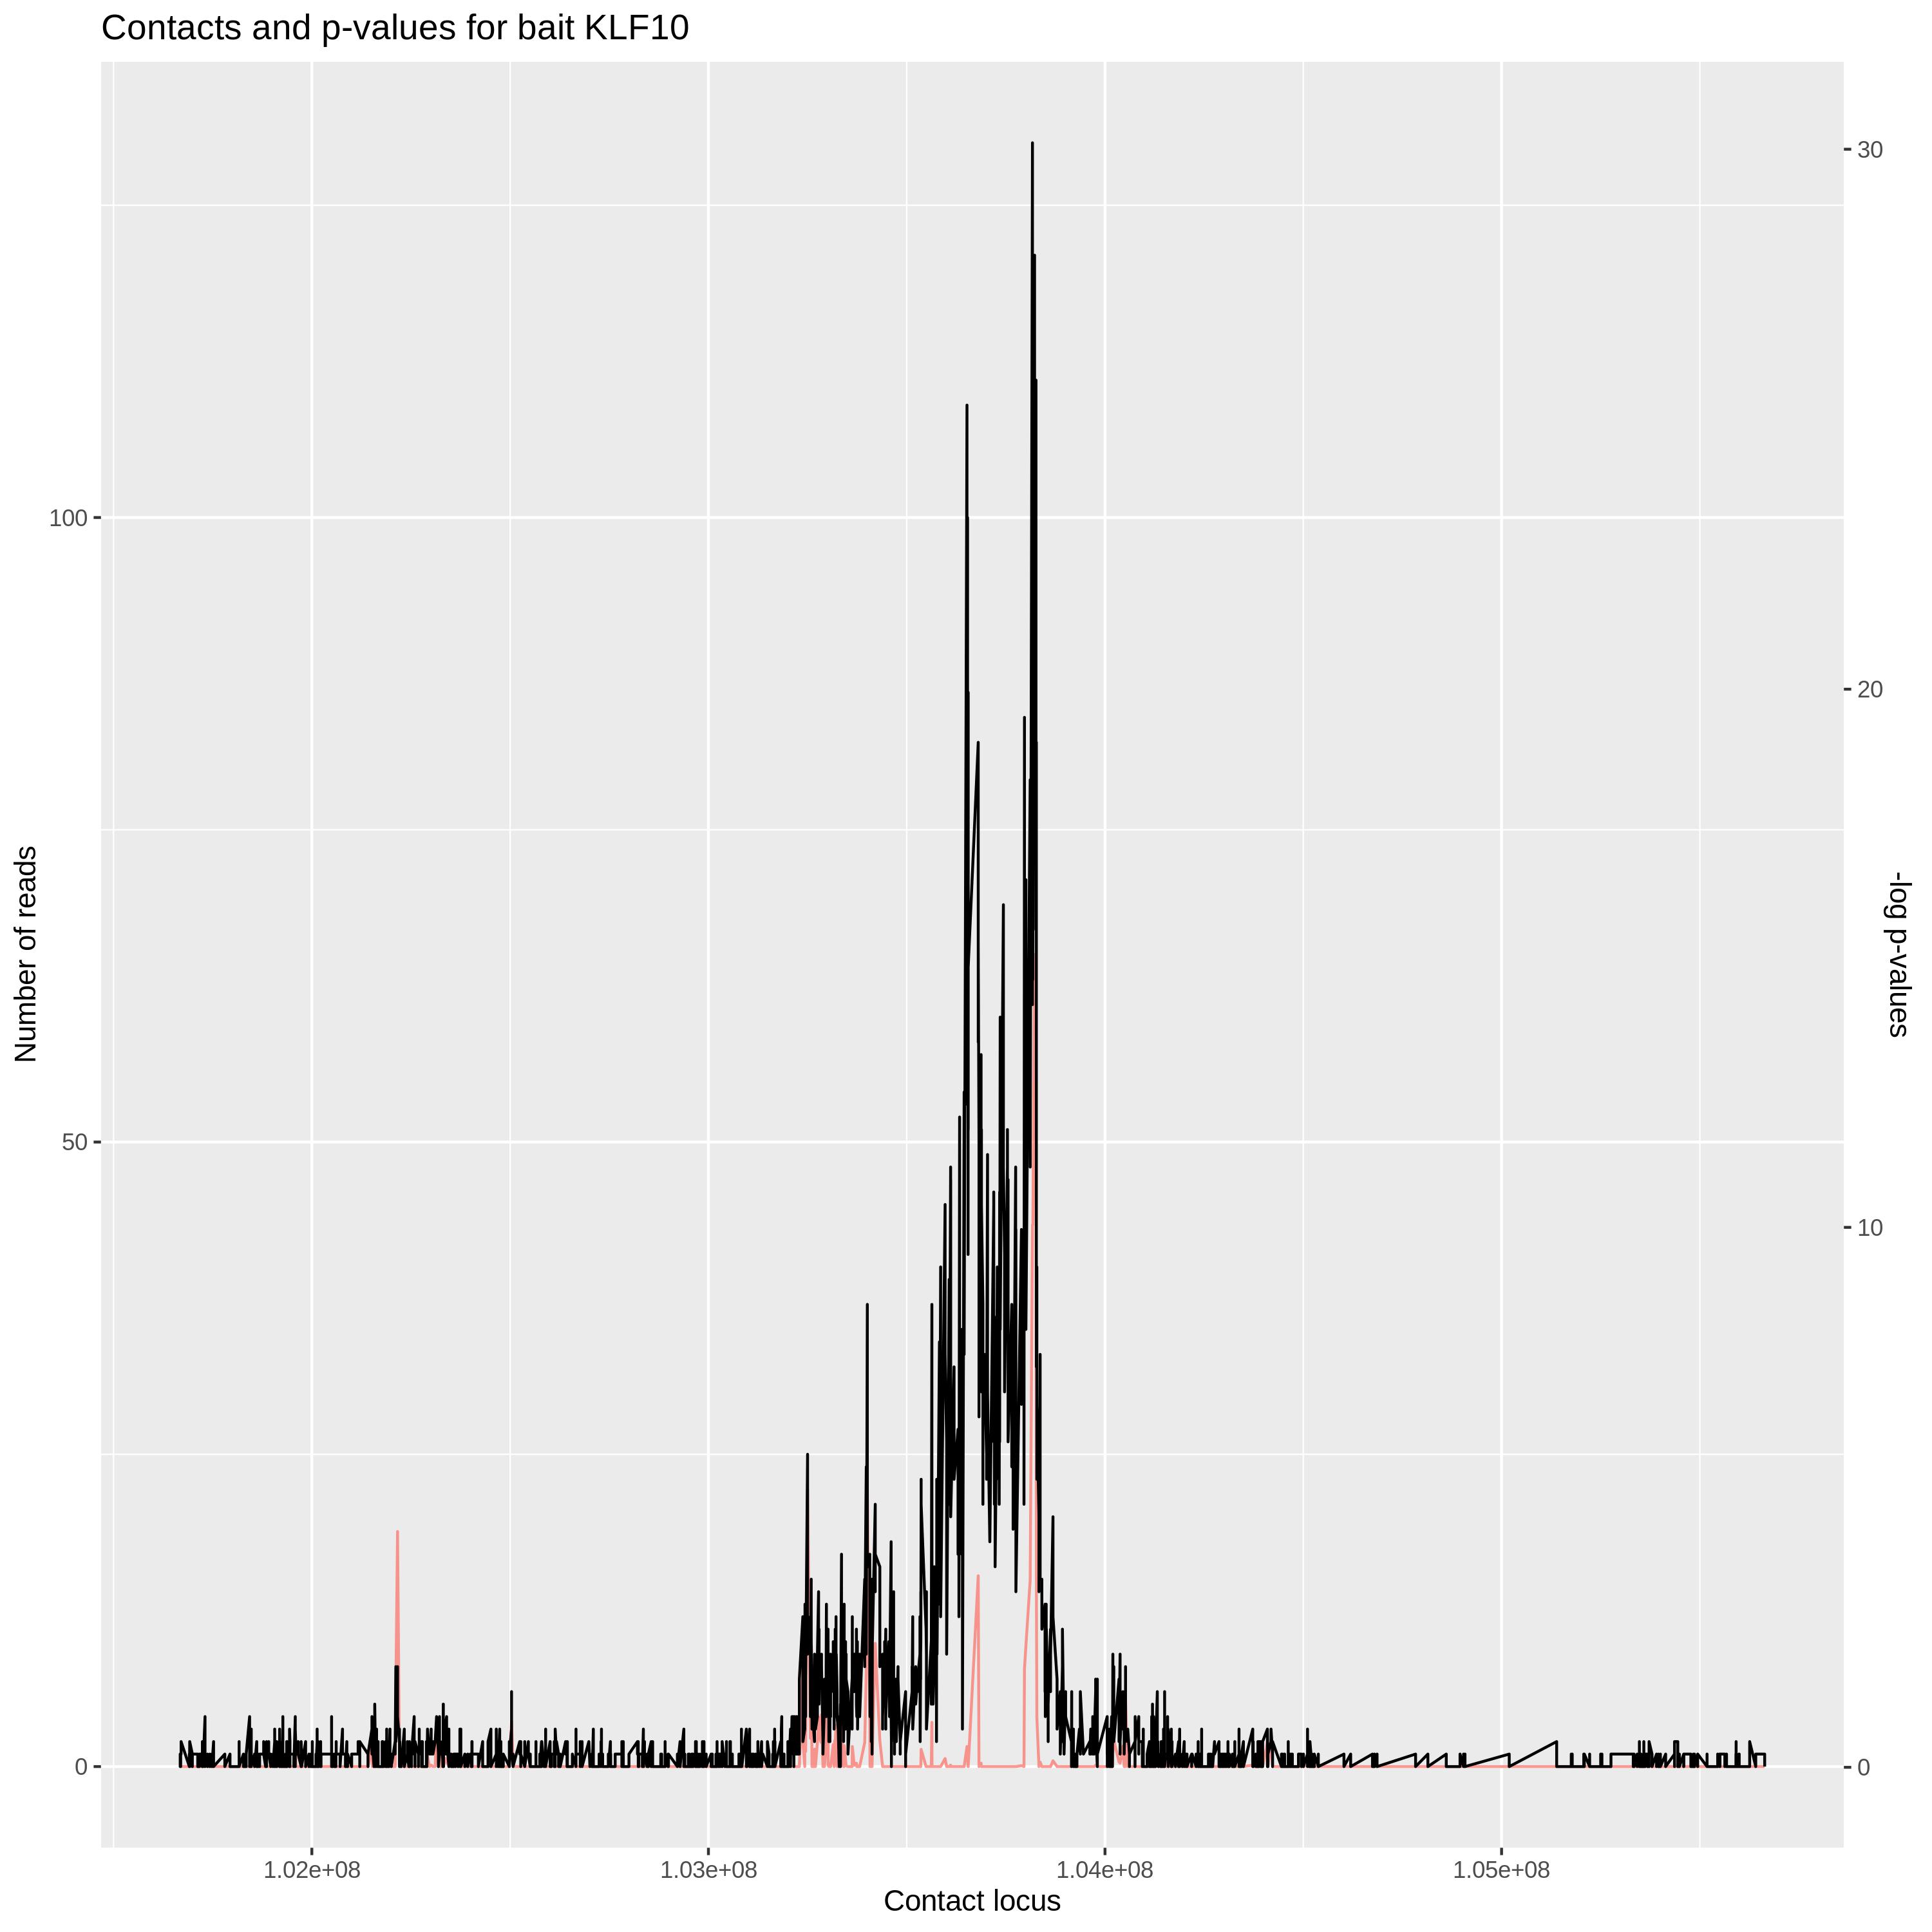 Contacts and p-values for bait KLF10
Number of reads
100
50
0
30
20
10
0
-log p-values
1.02e+08
1.03e+08
1.04e+08
1.05e+08
Contact locus